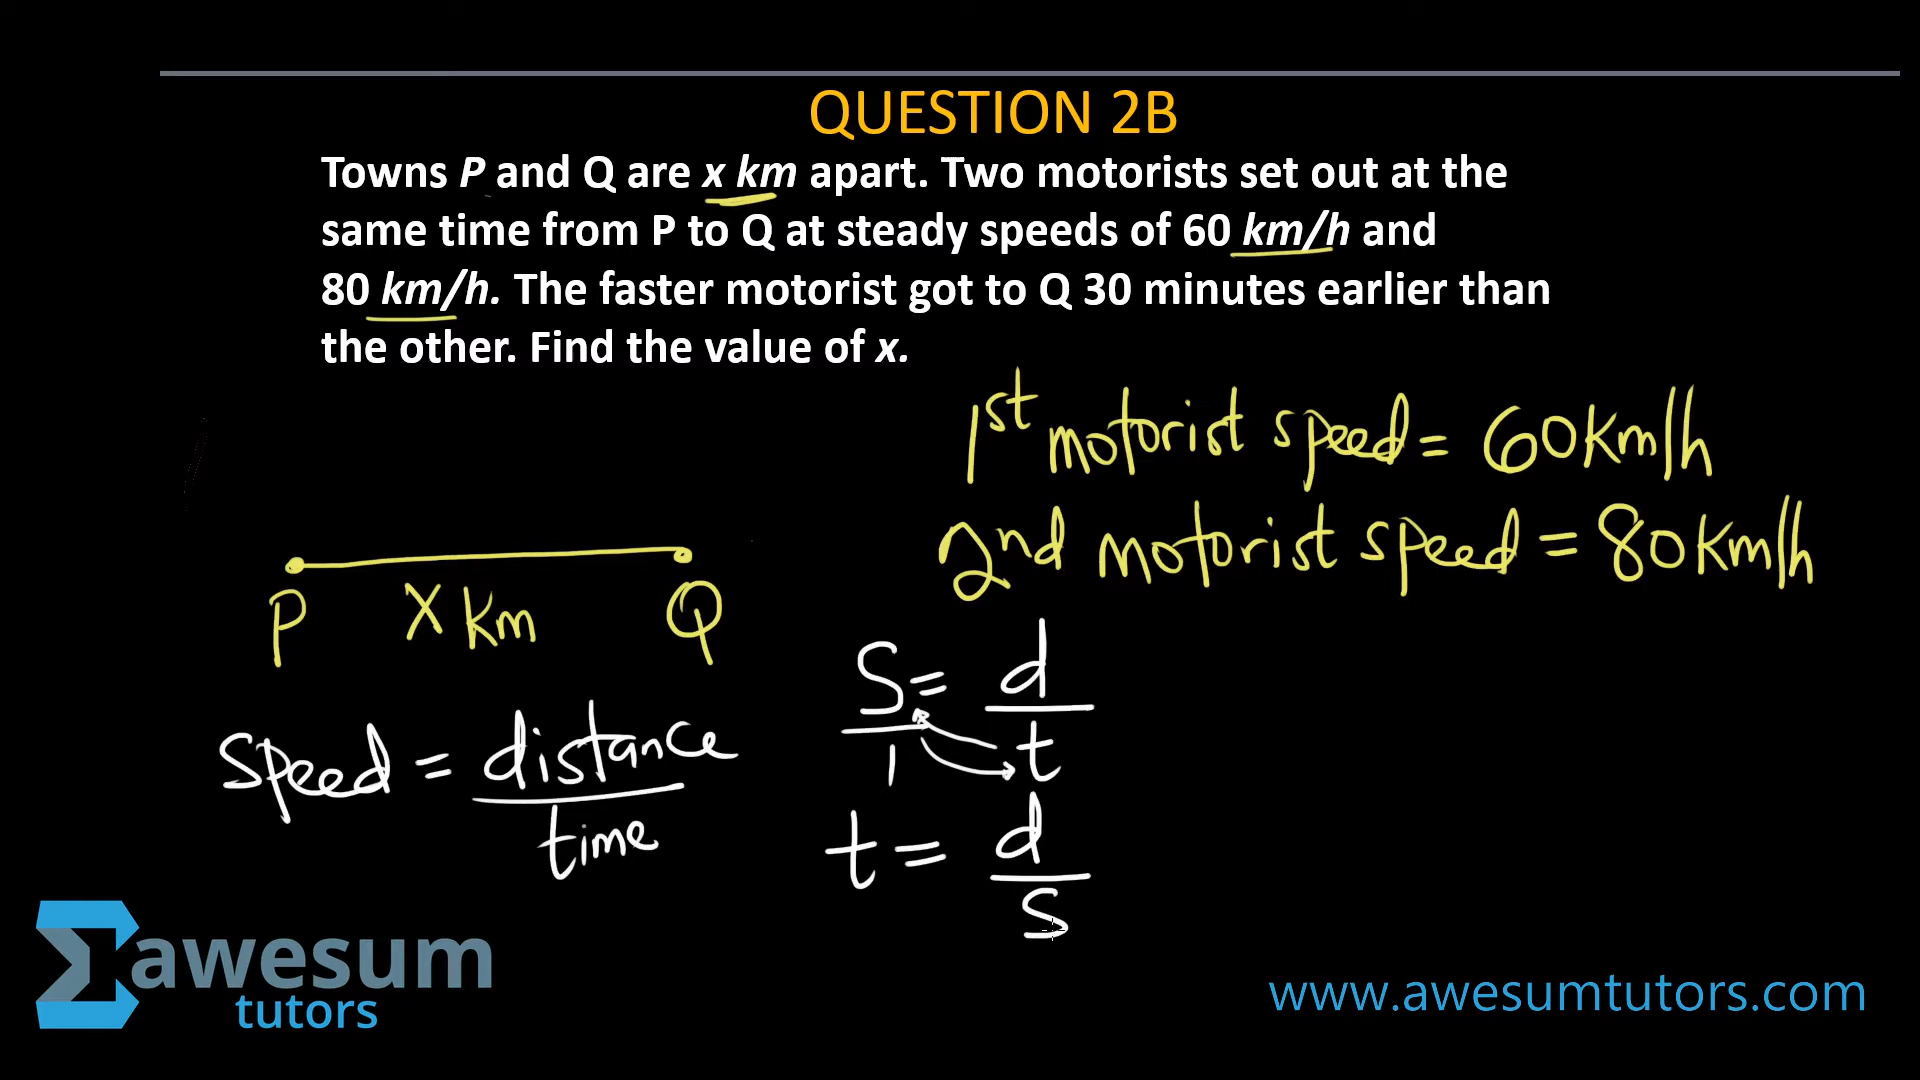 QUESTION 2B
Towns P and Q are x km apart. Two motorists set out at the
same time from P to Q at steady speeds of 60 km/h and
80 km/h. The faster motorist got to Q 30 minutes earlier than
the other. Find the value of x.
1st motorist speed = 60Km/h
2nd motorist speed = 80Km/h
P X Km Q
S = d
1 t
speed = distance
time
t = d
S
awesum
tutors
www.awesumtutors.com